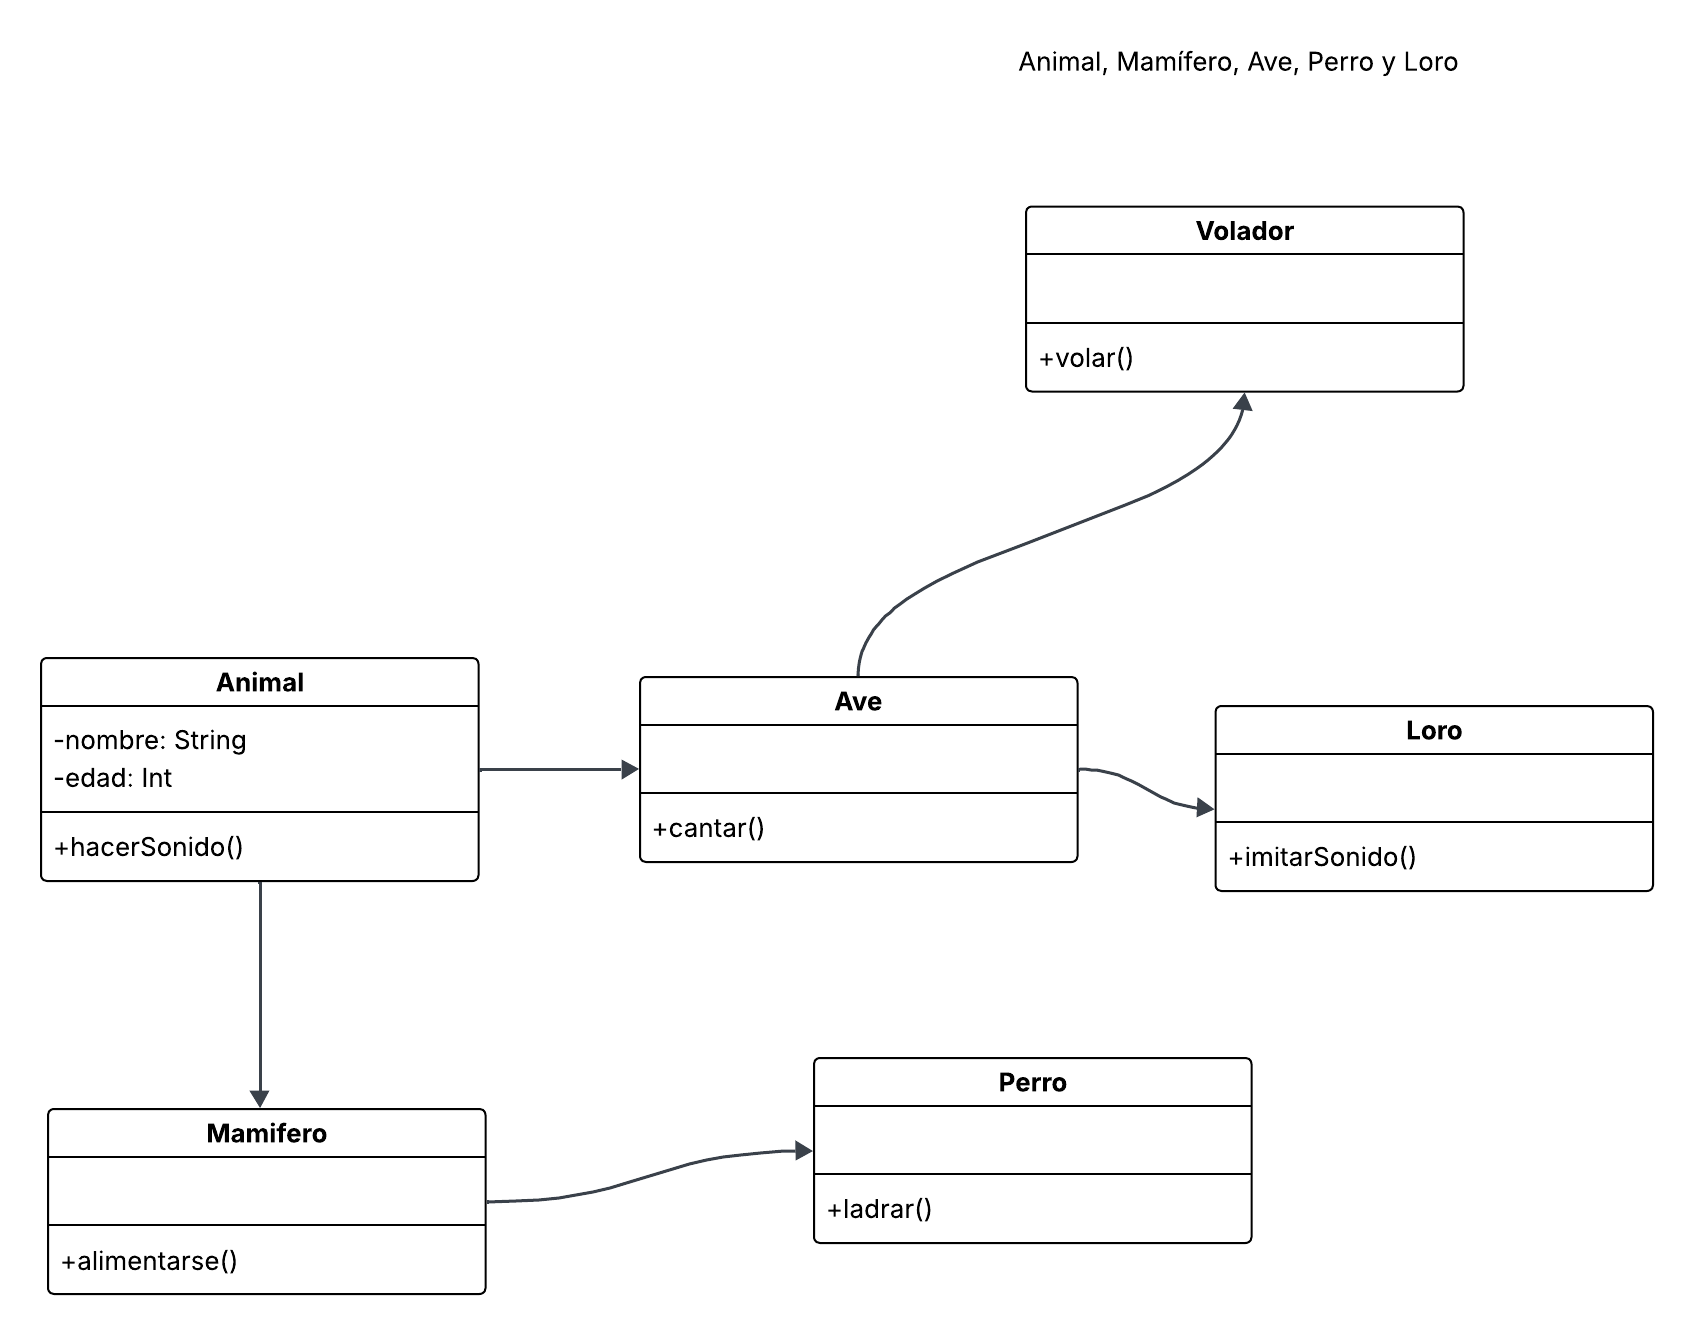 Animal, Mamífero, Ave, Perro y Loro
Volador
+volar()
Animal
-nombre: String
-edad: Int
+hacerSonido()
Ave
+cantar()
Loro
+imitarSonido()
Mamifero
+alimentarse()
Perro
+ladrar()